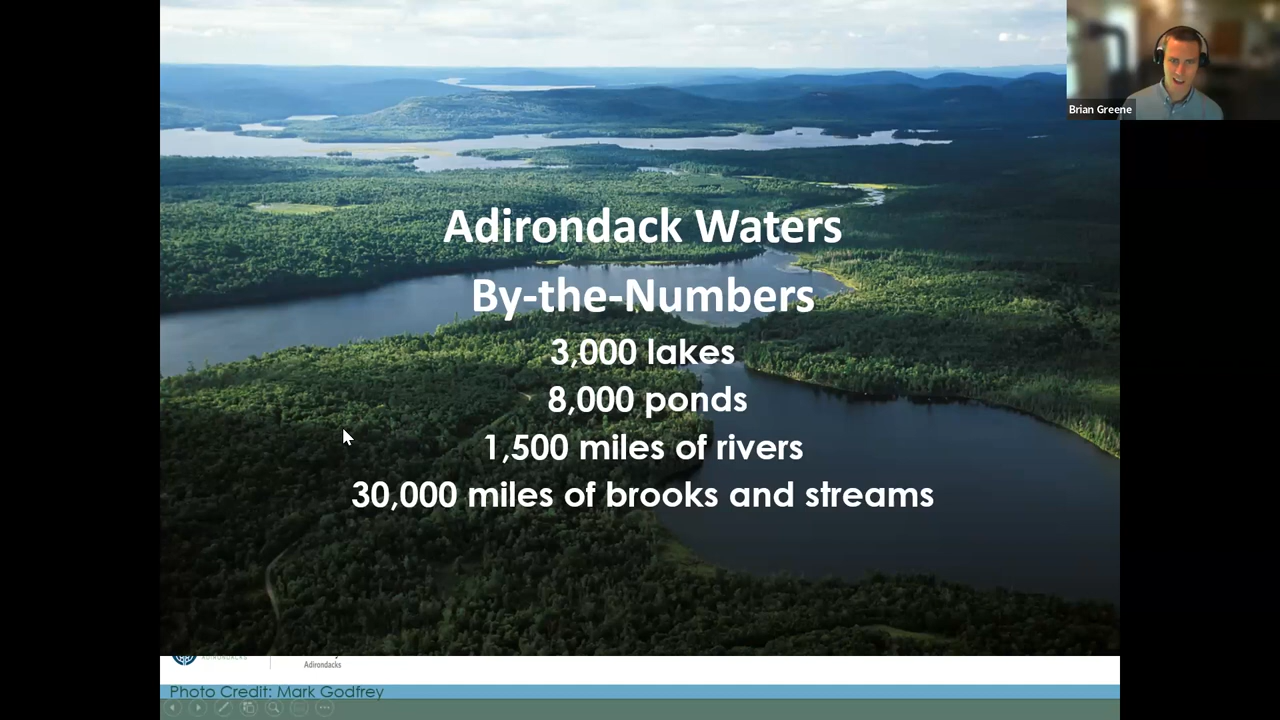 Brian Greene
Adirondack Waters
By-the-Numbers
3,000 lakes
8,000 ponds
1,500 miles of rivers
30,000 miles of brooks and streams
ADIRONDACKS
Adirondacks
Photo Credit: Mark Godfrey